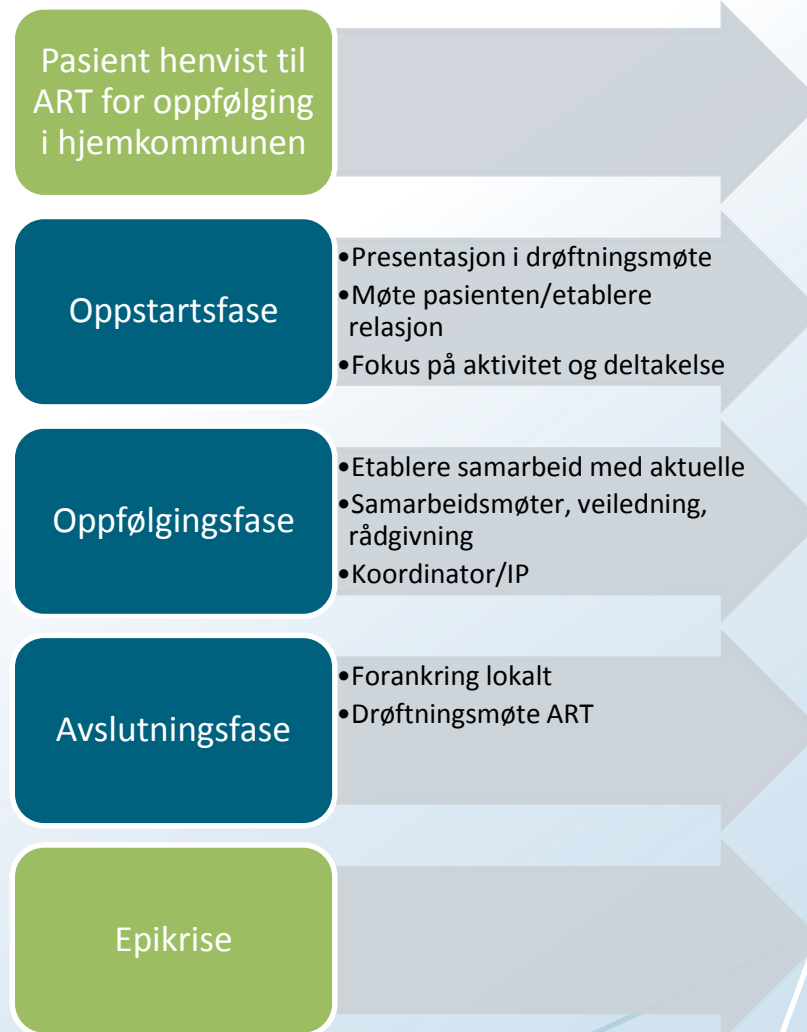 Pasient henvist til
ART for oppfølging
i hjemkommunen
Oppstartsfase
•Presentasjon i drøftningsmøte
•Møte pasienten/etablere
relasjon
•Fokus på aktivitet og deltakelse
Oppfølgingsfase
•Etablere samarbeid med aktuelle
•Samarbeidsmøter, veiledning,
rådgivning
•Koordinator/IP
Avslutningsfase
•Forankring lokalt
•Drøftningsmøte ART
Epikrise